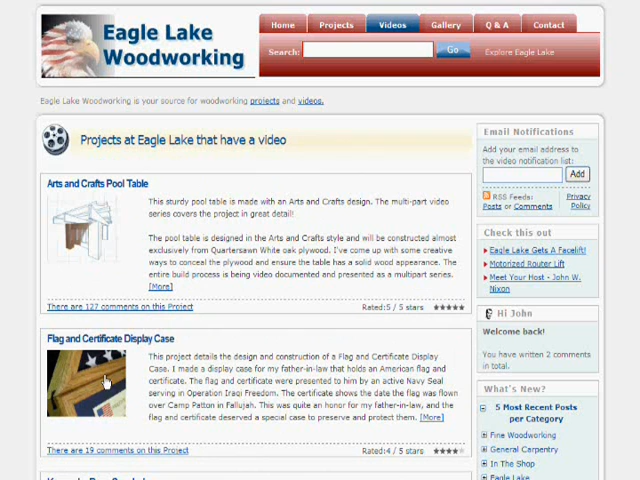 Eagle Lake
Woodworking
Home
Projects
Videos
Gallery
Q & A
Contact
Search:
Go
Explore Eagle Lake
Eagle Lake Woodworking is your source for woodworking projects and videos.
Projects at Eagle Lake that have a video
Arts and Crafts Pool Table
This sturdy pool table is made with an Arts and Crafts design. The multi-part
video series covers the project in great detail!
The pool table is designed in the Arts and Crafts style and will be constructed almost
exclusively from Quartersawn White oak plywood. I've come up with some creative
ways to conceal the plywood and ensure the table has a solid wood appearance. The
entire build process is being video documented and presented as a multipart series.
[More]
There are 127 comments on this Project
Rated:5 / 5 stars
Flag and Certificate Display Case
This project details the design and construction of a Flag and Certificate Display
Case. I made a display case for my father-in-law that holds an American flag and
certificate. The flag and certificate were presented to him by an active Navy Seal
serving in Operation Iraqi Freedom. The certificate shows the date the flag was flown
over Camp Patton in Fallujah. This was quite an honor for my father-in-law, and the
flag and certificate deserved a special case to preserve and protect them. [More]
There are 19 comments on this Project
Rated:4 / 5 stars
Email Notifications
Add your email address to
the video notification list:
Add
RSS Feeds:
Posts or Comments
Privacy
Policy
Check this out
Eagle Lake Gets A Facelift!
Motorized Router Lift
Meet Your Host - John W.
Nixon
Hi John
Welcome back!
You have written 2 comments
in total.
What's New?
5 Most Recent Posts
per Category
Fine Woodworking
General Carpentry
In The Shop
Eagle Lake